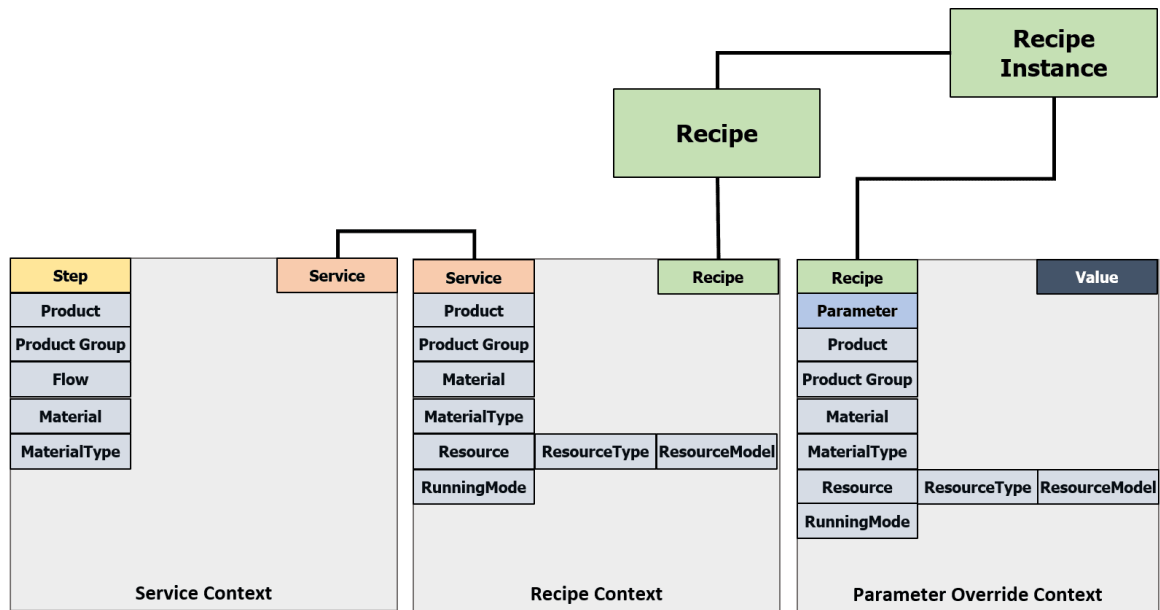 Recipe
Instance
Recipe
Step
Service
Product
Product Group
Flow
Material
MaterialType
Service Context
Service
Recipe
Product
Product Group
Material
MaterialType
Resource
ResourceType
ResourceModel
RunningMode
Recipe Context
Recipe
Value
Parameter
Product
Product Group
Material
MaterialType
Resource
ResourceType
ResourceModel
RunningMode
Parameter Override Context